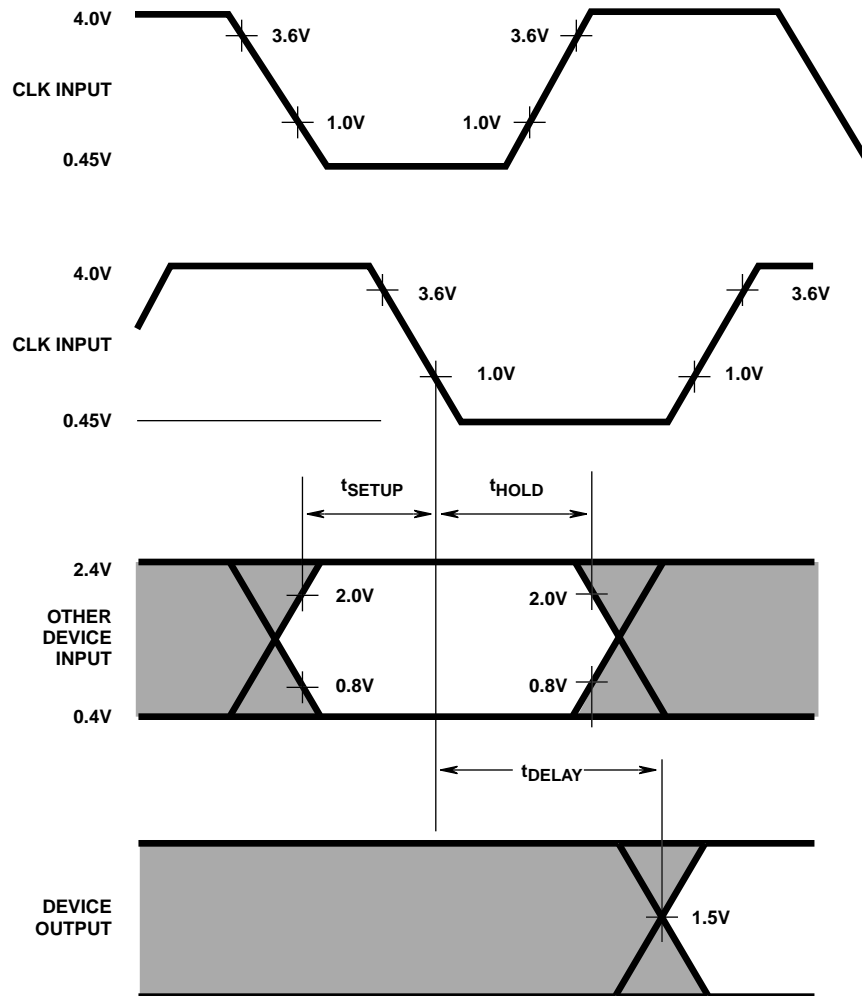 4.0V
3.6V 3.6V
CLK INPUT
1.0V 1.0V
0.45V
4.0V
3.6V 3.6V
CLK INPUT
1.0V 1.0V
0.45V
tSETUP tHOLD
2.4V
2.0V 2.0V
OTHER
DEVICE
INPUT
0.8V 0.8V
0.4V
tDELAY
DEVICE
OUTPUT
1.5V